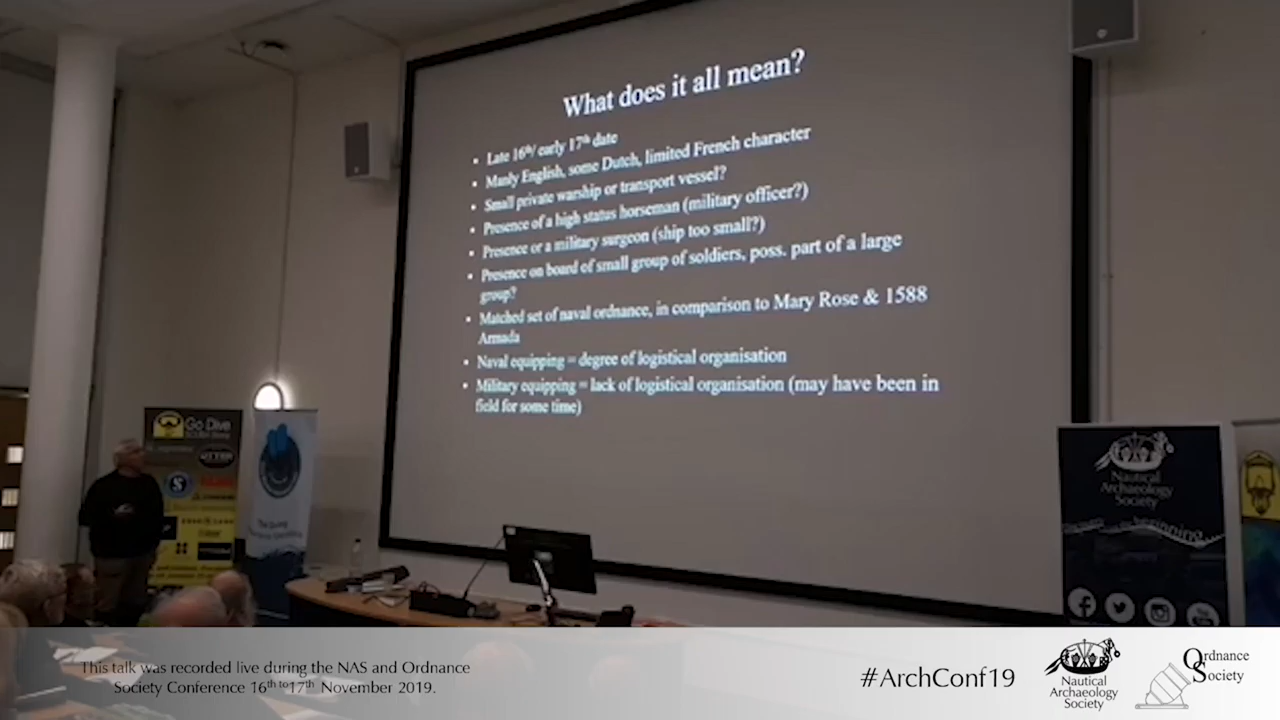 What does it all mean?
• Late 16th/ early 17th date
• Manly English, some Dutch, limited French character
• Small private warship or transport vessel?
• Presence of a high status horseman (military officer?)
• Presence or a military surgeon (ship too small?)
• Presence on board of small group of soldiers, poss. part of a large
group?
• Matched set of naval ordnance, in comparison to Mary Rose & 1588
Armada
• Naval equipping = degree of logistical organisation
• Military equipping = lack of logistical organisation (may have been in
field for some time)
Go Dive
Nautical
Archaeology
Society
This talk was recorded live during the NAS and Ordnance
Society Conference 16th to 17th November 2019.
#ArchConf19
Nautical
Archaeology
Society
Ordnance
Society